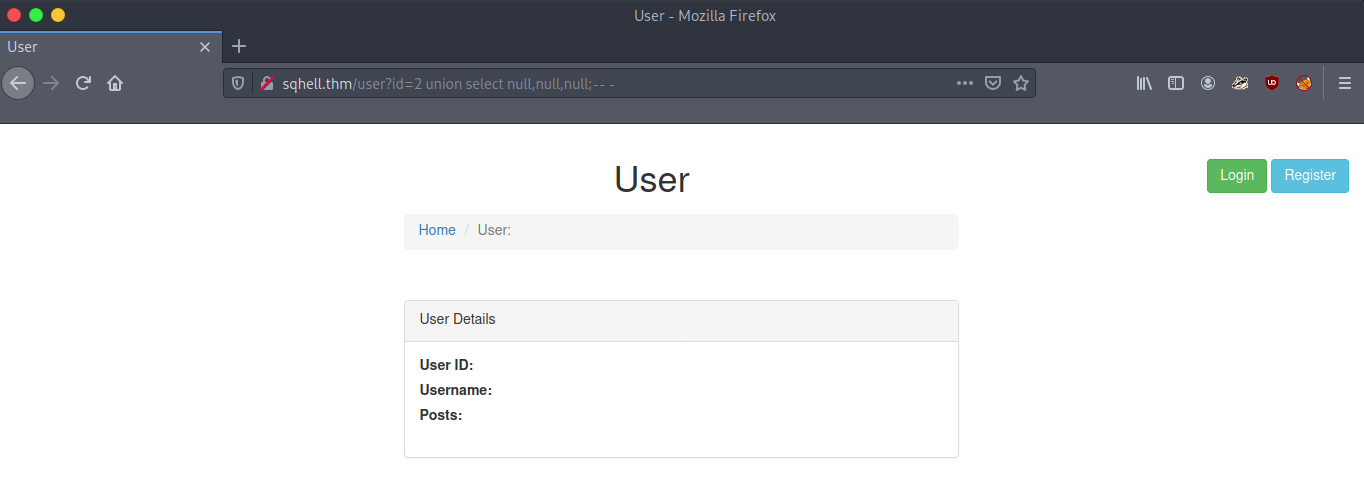 User - Mozilla Firefox
User
sqhell.thm/user?id=2 union select null,null,null;-- -
User
Login Register
Home / User:
User Details
User ID:
Username:
Posts: